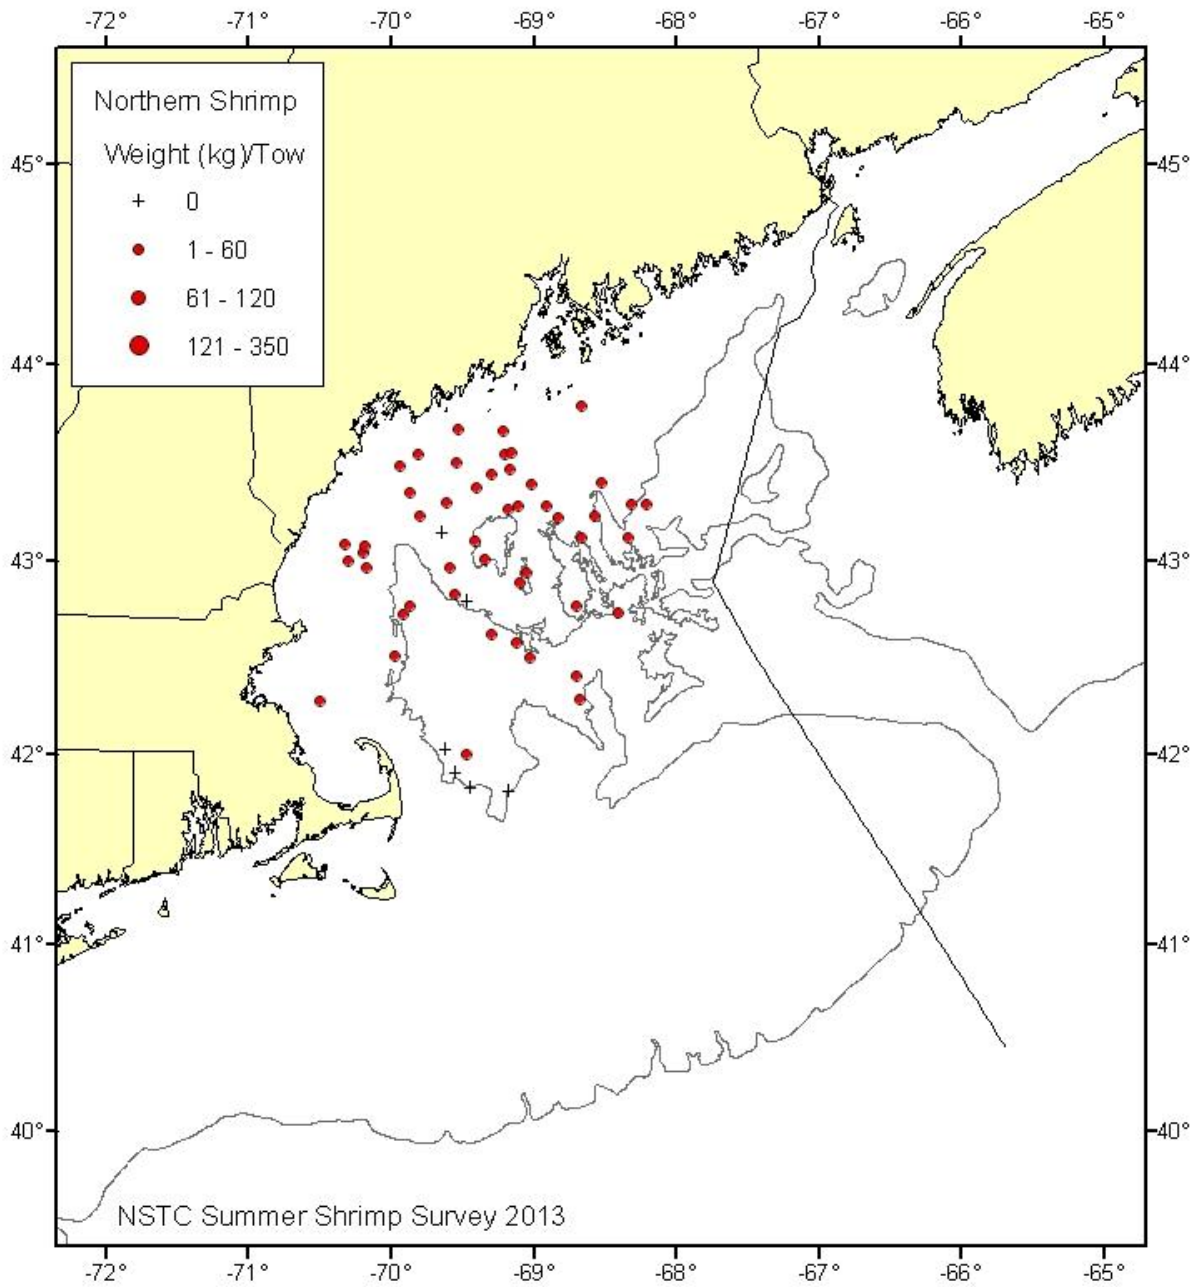 -72° -71° -70° -69° -68° -67° -66° -65°
Northern Shrimp
Weight (kg)/Tow
0
1 - 60
61 - 120
121 - 350
45° 45°
44° 44°
43° 43°
42° 42°
41° 41°
40° 40°
NSTC Summer Shrimp Survey 2013
-72° -71° -70° -69° -68° -67° -66° -65°